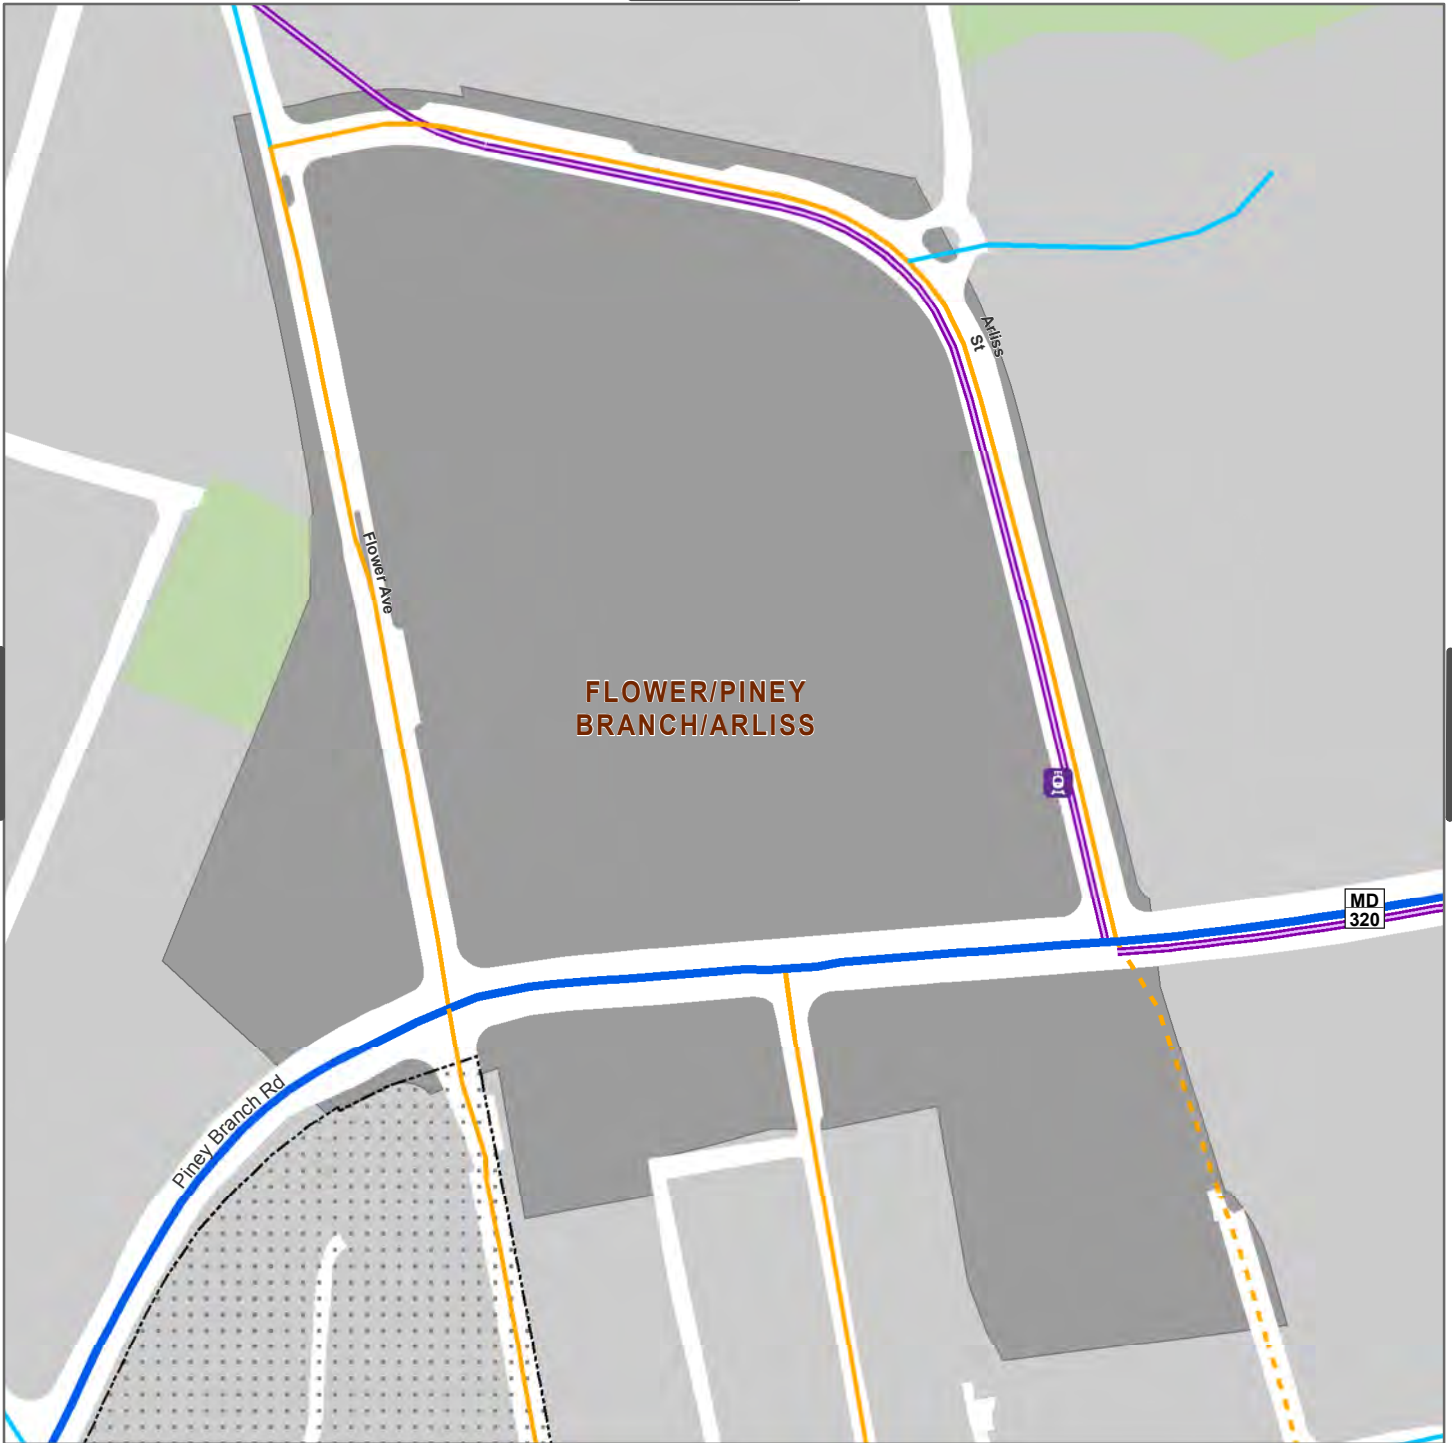 Arliss
St
Flower Ave
FLOWER/PINEY
BRANCH/ARLISS
MD
320
Piney Branch Rd